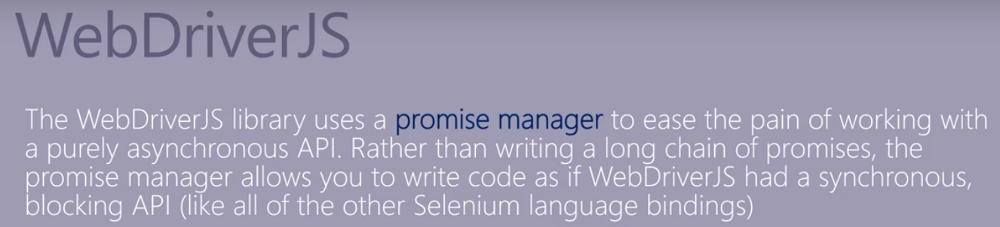 WebDriverJS
The WebDriverJS library uses a promise manager to ease the pain of working with
a purely asynchronous API. Rather than writing a long chain of promises, the
promise manager allows you to write code as if WebDriverJS had a synchronous,
blocking API (like all of the other Selenium language bindings)